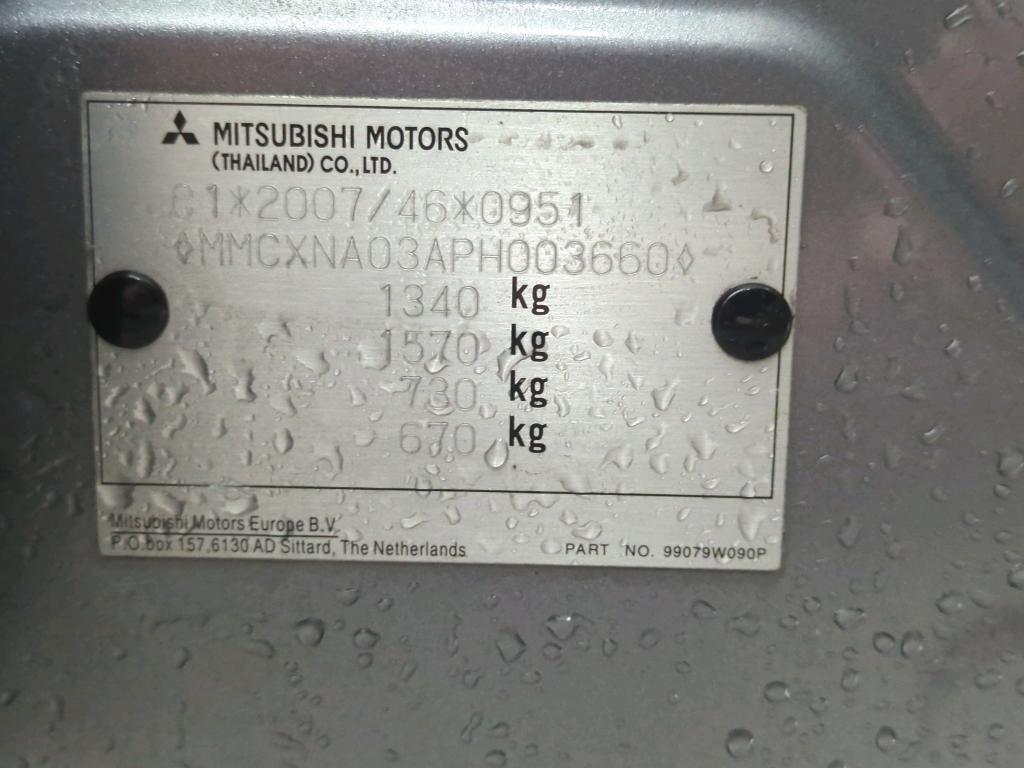 MITSUBISHI MOTORS
(THAILAND) CO., LTD.
e1*2007/46*0951
◊MMCXNA03APH003660◊
1340 kg
1570 kg
730 kg
670 kg
Mitsubishi Motors Europe B.V.
P.O.box 157,6130 AD Sittard, The Netherlands
PART NO. 99079W090P